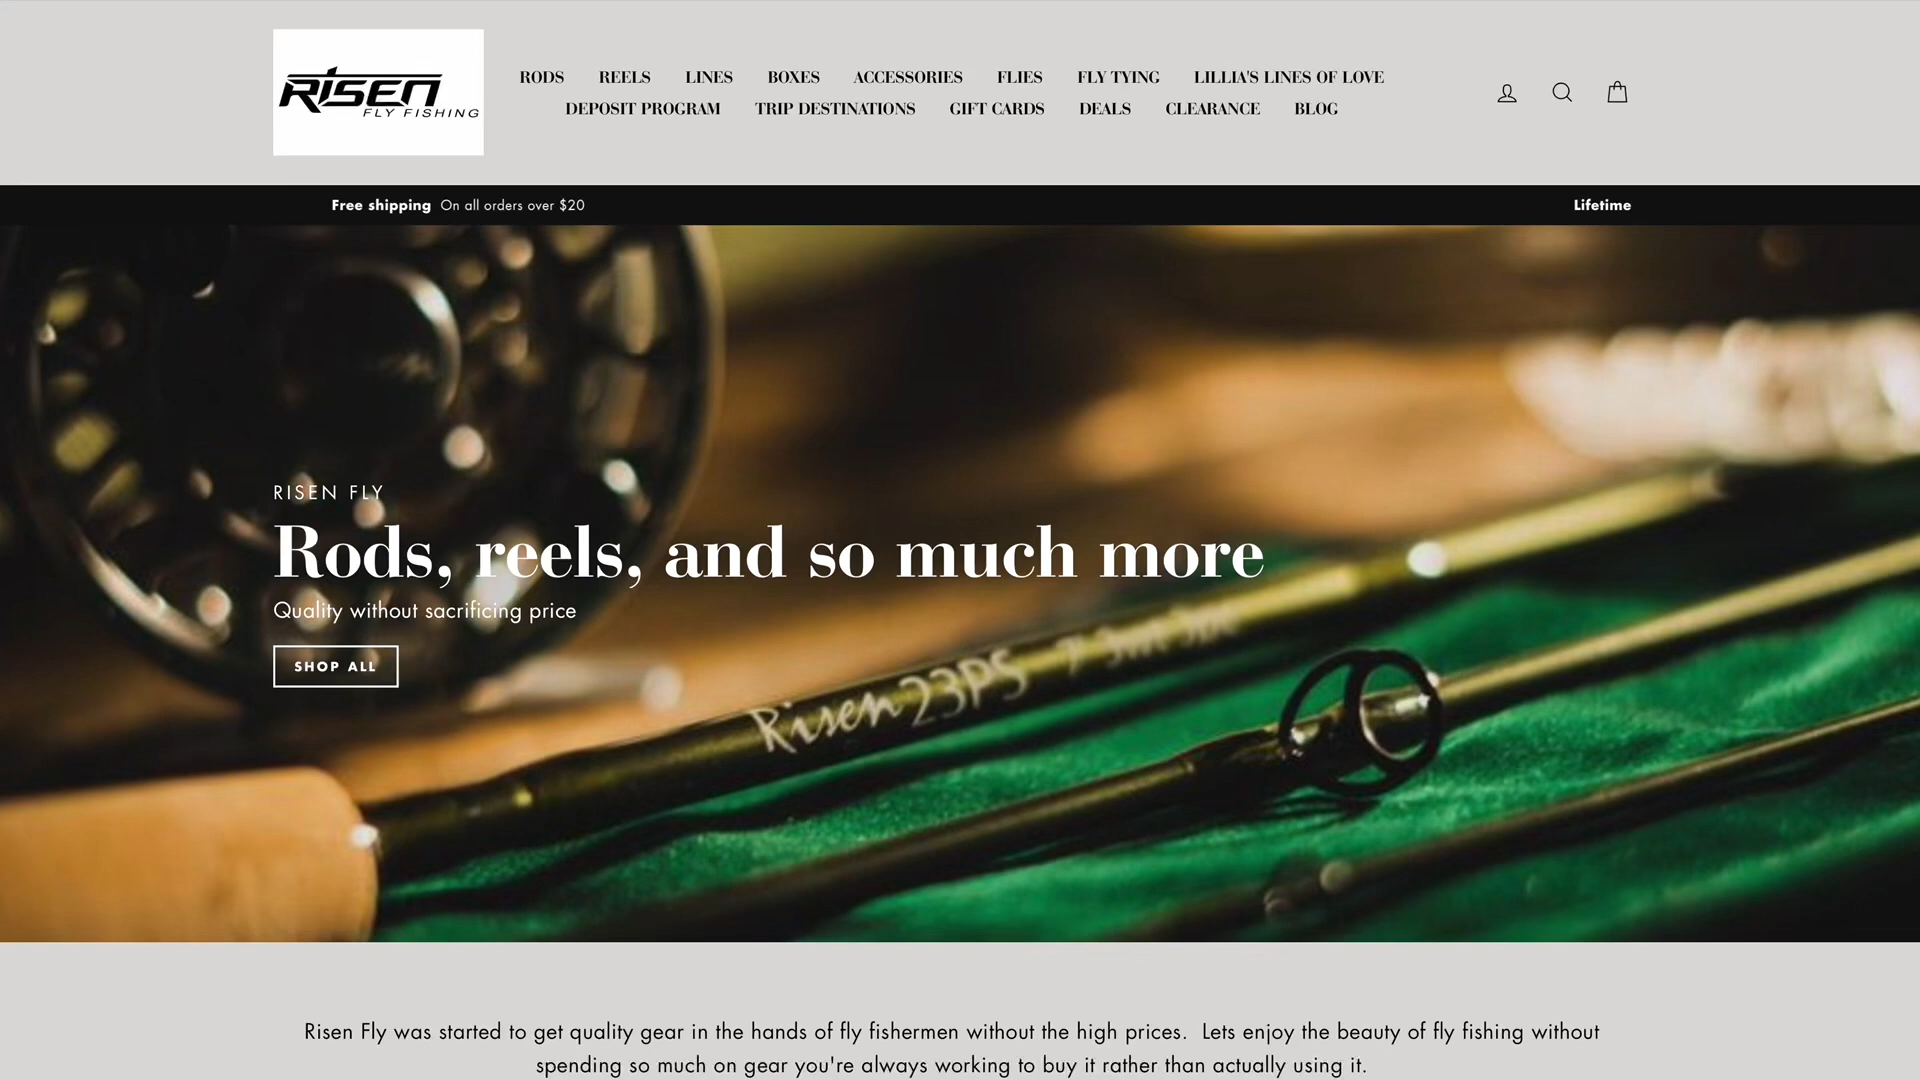 RISEN
FLY FISHING
RODS REELS LINES BOXES ACCESSORIES FLIES FLY TYING LILLIA'S LINES OF LOVE
DEPOSIT PROGRAM TRIP DESTINATIONS GIFT CARDS DEALS CLEARANCE BLOG
Free shipping On all orders over $20
Lifetime
RISEN FLY
Rods, reels, and so much more
Quality without sacrificing price
SHOP ALL
Risen 23PS 7'
Risen Fly was started to get quality gear in the hands of fly fishermen without the high prices. Lets enjoy the beauty of fly fishing without
spending so much on gear you're always working to buy it rather than actually using it.